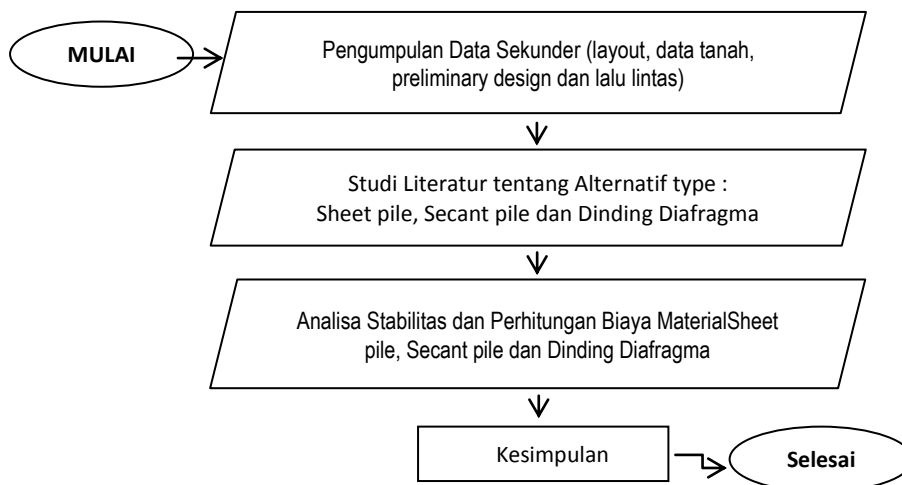 MULAI
Pengumpulan Data Sekunder (layout, data tanah,
preliminary design dan lalu lintas)
Studi Literatur tentang Alternatif type :
Sheet pile, Secant pile dan Dinding Diafragma
Analisa Stabilitas dan Perhitungan Biaya MaterialSheet
pile, Secant pile dan Dinding Diafragma
Kesimpulan
Selesai